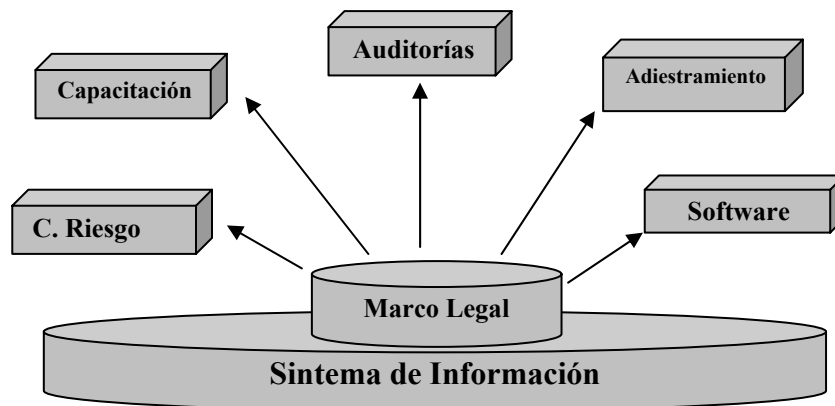 Auditorías
Capacitación
Adiestramiento
C. Riesgo
Software
Marco Legal
Sintema de Información